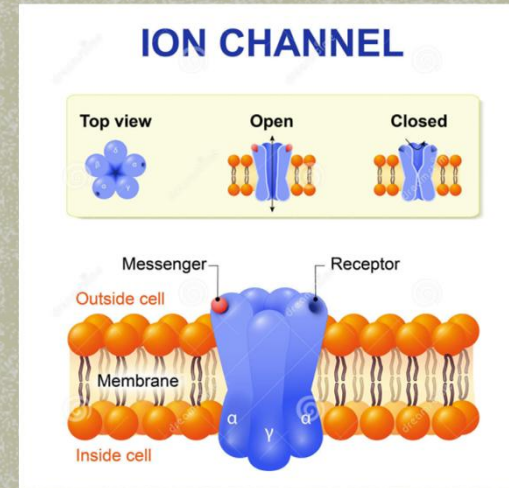 ION CHANNEL
Top view
Open
Closed
Messenger
Receptor
Outside cell
Membrane
α
γ
α
Inside cell